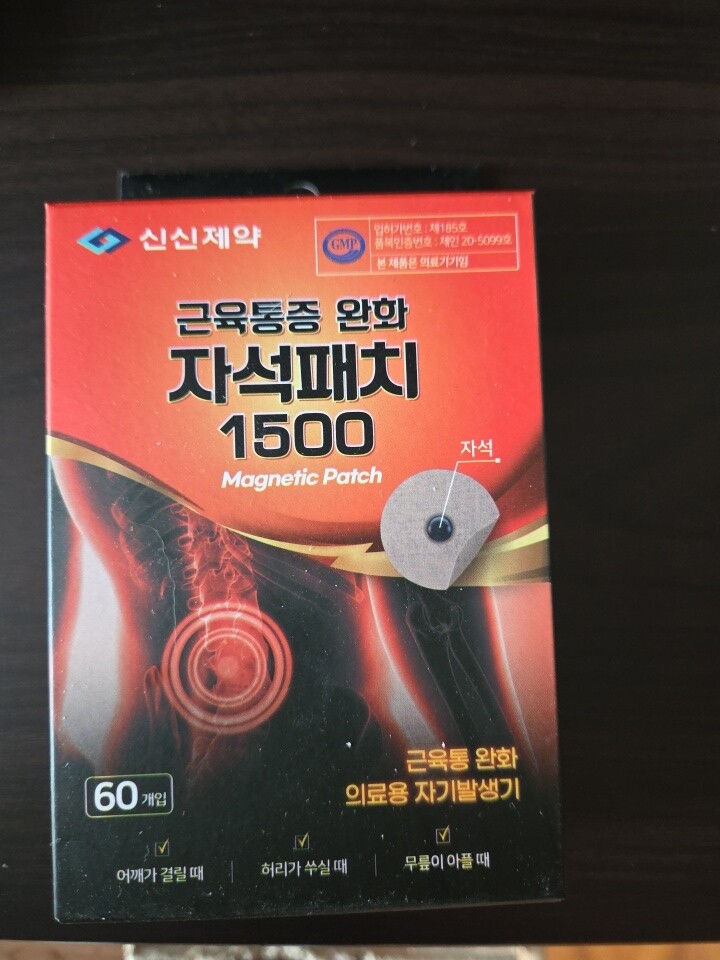 신신제약
GMP
업허가번호 : 제185호
품목인증번호 : 제인 20-5099호
본 제품은 의료기기임
근육통증 완화
자석패치
1500
Magnetic Patch
자석
근육통 완화
의료용 자기발생기
60개입
어깨가 결릴 때
허리가 쑤실 때
무릎이 아플 때